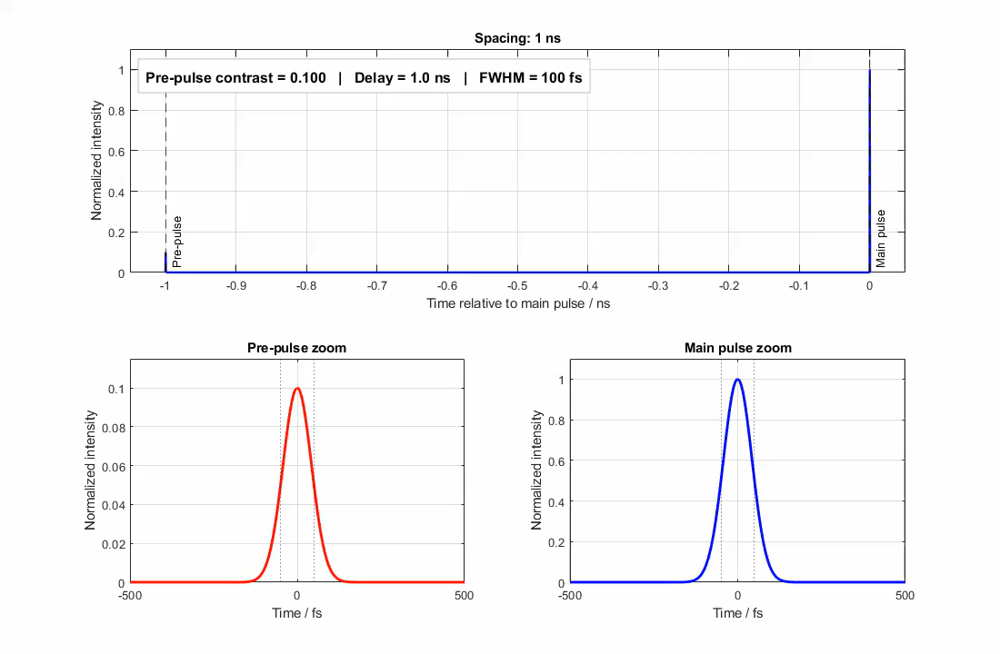 Spacing: 1 ns
Pre-pulse contrast = 0.100 | Delay = 1.0 ns | FWHM = 100 fs
Normalized intensity
1
0.8
0.6
0.4
0.2
0
Pre-pulse
Main pulse
-1 -0.9 -0.8 -0.7 -0.6 -0.5 -0.4 -0.3 -0.2 -0.1 0
Time relative to main pulse / ns
Pre-pulse zoom
Normalized intensity
0.1
0.08
0.06
0.04
0.02
0
-500 0 500
Time / fs
Main pulse zoom
Normalized intensity
1
0.8
0.6
0.4
0.2
0
-500 0 500
Time / fs